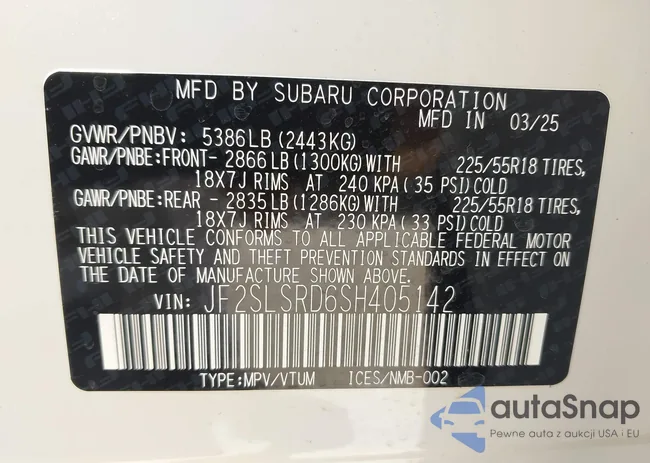 MFD BY SUBARU CORPORATION
MFD IN 03/25
GVWR/PNBV: 5386LB(2443KG)
GAWR/PNBE:FRONT- 2866LB(1300KG)WITH 225/55R18 TIRES,
18X7J RIMS AT 240 KPA(35 PSI)COLD
GAWR/PNBE:REAR - 2835LB(1286KG)WITH 225/55R18 TIRES,
18X7J RIMS AT 230 KPA(33 PSI)COLD
THIS VEHICLE CONFORMS TO ALL APPLICABLE FEDERAL MOTOR
VEHICLE SAFETY AND THEFT PREVENTION STANDARDS IN EFFECT ON
THE DATE OF MANUFACTURE SHOWN ABOVE.
VIN: JF2SLSRD6SH405142
TYPE:MPV/VTUM ICES/NMB-002
autaSnap
Pewne auta z aukcji USA i EU